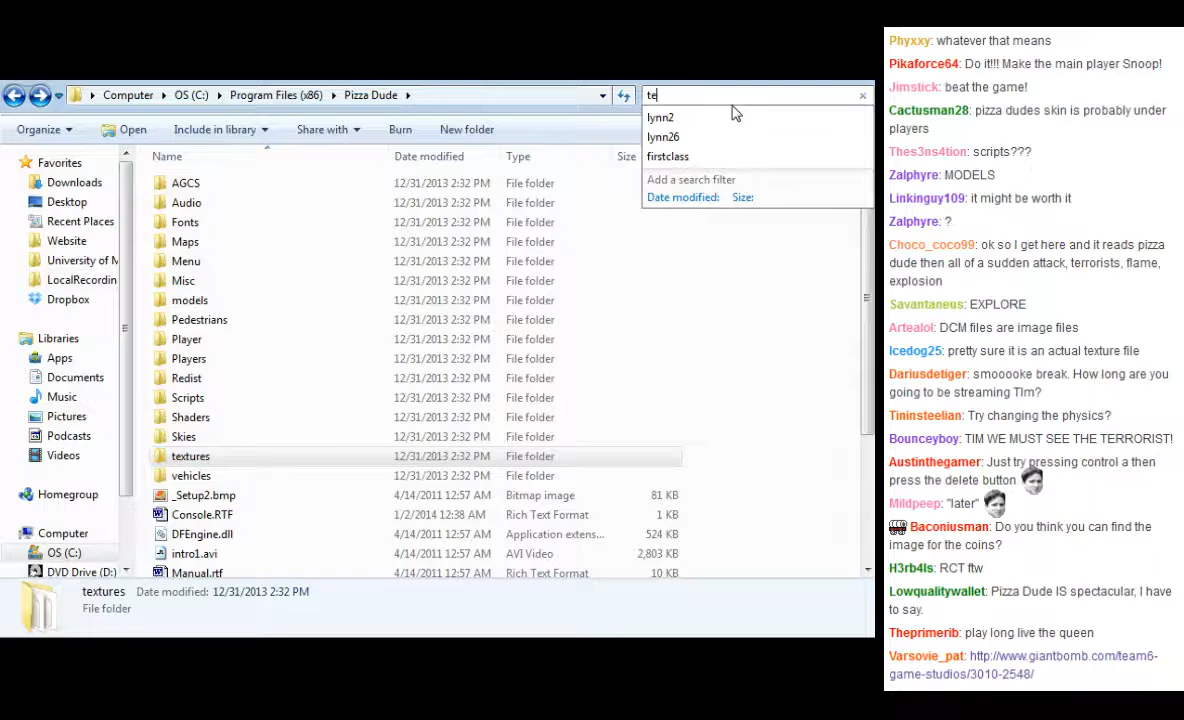 Computer ▸ OS (C:) ▸ Program Files (x86) ▸ Pizza Dude ▸
te
Organize ▾ Open Include in library ▾ Share with ▾ Burn New folder
lynn2
lynn26
firstclass
Add a search filter
Date modified: Size:
Favorites
Downloads
Desktop
Recent Places
Website
University of M
LocalRecordin
Dropbox
Libraries
Apps
Documents
Music
Pictures
Podcasts
Videos
Homegroup
Computer
OS (C:)
DVD Drive (D:)
Name Date modified Type Size
AGCS 12/31/2013 2:32 PM File folder
Audio 12/31/2013 2:32 PM File folder
Fonts 12/31/2013 2:32 PM File folder
Maps 12/31/2013 2:32 PM File folder
Menu 12/31/2013 2:32 PM File folder
Misc 12/31/2013 2:32 PM File folder
models 12/31/2013 2:32 PM File folder
Pedestrians 12/31/2013 2:32 PM File folder
Player 12/31/2013 2:32 PM File folder
Players 12/31/2013 2:32 PM File folder
Redist 12/31/2013 2:32 PM File folder
Scripts 12/31/2013 2:32 PM File folder
Shaders 12/31/2013 2:32 PM File folder
Skies 12/31/2013 2:32 PM File folder
textures 12/31/2013 2:32 PM File folder
vehicles 12/31/2013 2:32 PM File folder
_Setup2.bmp 4/14/2011 12:57 AM Bitmap image 81 KB
Console.RTF 1/2/2014 12:38 AM Rich Text Format 1 KB
DFEngine.dll 4/14/2011 12:57 AM Application extens... 524 KB
intro1.avi 4/14/2011 12:57 AM AVI Video 2,803 KB
Manual.rtf 4/14/2011 12:57 AM Rich Text Format 10 KB
textures Date modified: 12/31/2013 2:32 PM
File folder
Phyxxy: whatever that means
Pikaforce64: Do it!!! Make the main player Snoop!
Jimstick: beat the game!
Cactusman28: pizza dudes skin is probably under
players
Thes3ns4tion: scripts???
Zalphyre: MODELS
Linkinguy109: it might be worth it
Zalphyre: ?
Choco_coco99: ok so I get here and it reads pizza
dude then all of a sudden attack, terrorists, flame,
explosion
Savantaneus: EXPLORE
Artealol: DCM files are image files
Icedog25: pretty sure it is an actual texture file
Dariusdetiger: smooooke break. How long are you
going to be streaming TIm?
Tininsteelian: Try changing the physics?
Bounceyboy: TIM WE MUST SEE THE TERRORIST!
Austinthegamer: Just try pressing control a then
press the delete button
Mildpeep: "later"
Baconiusman: Do you think you can find the
image for the coins?
H3rb4ls: RCT ftw
Lowqualitywallet: Pizza Dude IS spectacular, I have
to say.
Theprimerib: play long live the queen
Varsovie_pat: http://www.giantbomb.com/team6-
game-studios/3010-2548/